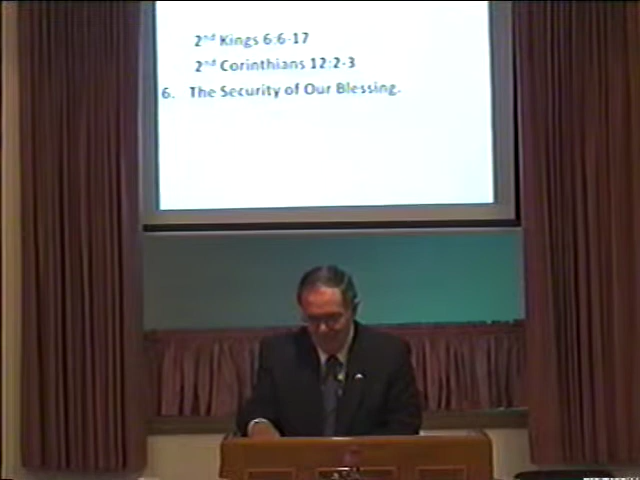 2nd Kings 6:6-17
2nd Corinthians 12:2-3
6. The Security of Our Blessing.